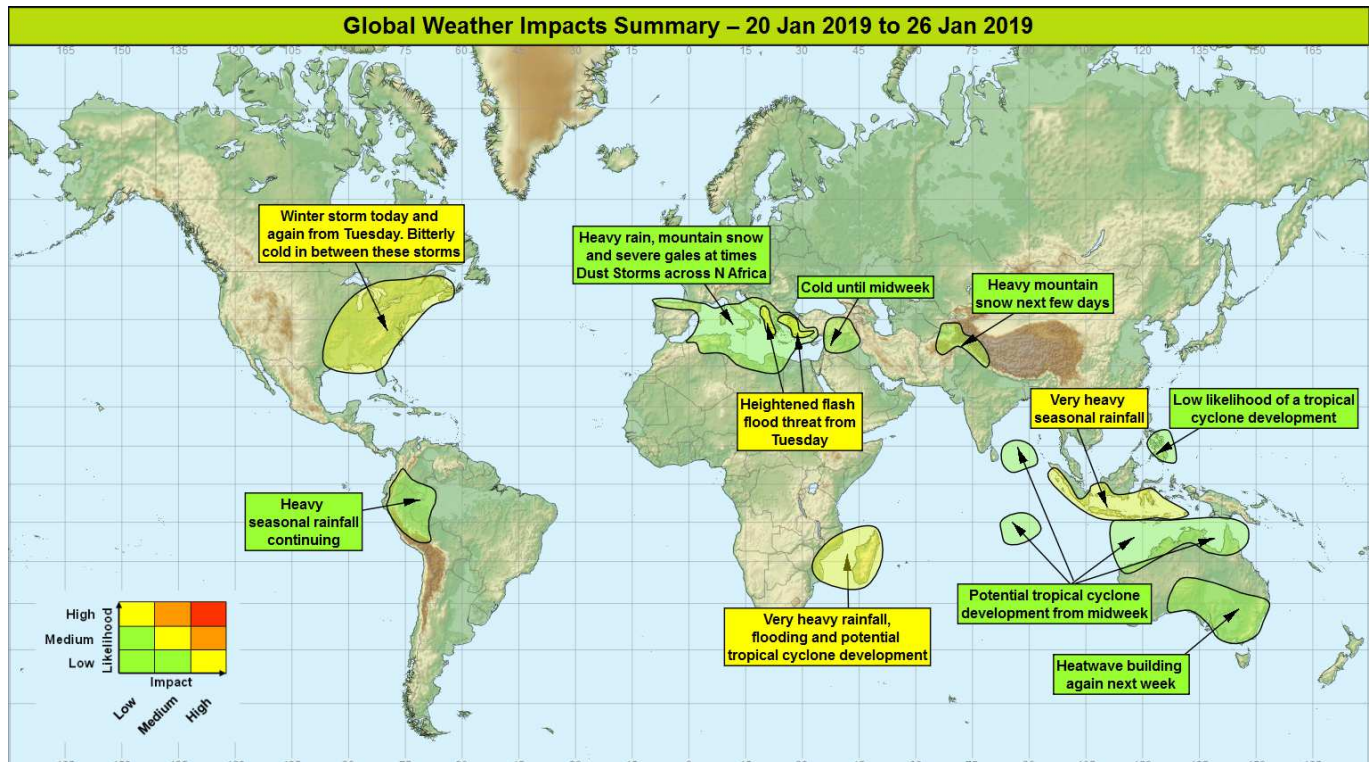 Global Weather Impacts Summary – 20 Jan 2019 to 26 Jan 2019
165 150 135 120 105 90 75 60 45 30 15 0 15 30 45 60 75 90 105 120 135 150 165
Winter storm today and
again from Tuesday. Bitterly
cold in between these storms
Heavy rain, mountain snow
and severe gales at times
Dust Storms across N Africa
Cold until midweek
Heavy mountain
snow next few days
Heightened flash
flood threat from
Tuesday
Very heavy
seasonal rainfall
Low likelihood of a tropical
cyclone development
Heavy
seasonal rainfall
continuing
Very heavy rainfall,
flooding and potential
tropical cyclone development
Potential tropical cyclone
development from midweek
Heatwave building
again next week
High
Medium
Low
Likelihood
Impact
Low
Medium
High